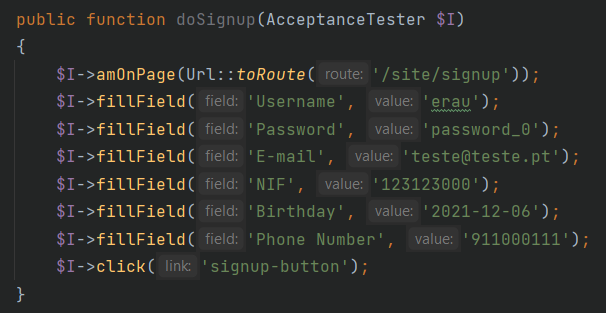 public function doSignup(AcceptanceTester $I)
{
$I->amOnPage(Url::toRoute( route: '/site/signup'));
$I->fillField( field: 'Username', value: 'erau');
$I->fillField( field: 'Password', value: 'password_0');
$I->fillField( field: 'E-mail', value: 'teste@teste.pt');
$I->fillField( field: 'NIF', value: '123123000');
$I->fillField( field: 'Birthday', value: '2021-12-06');
$I->fillField( field: 'Phone Number', value: '911000111');
$I->click( link: 'signup-button');
}